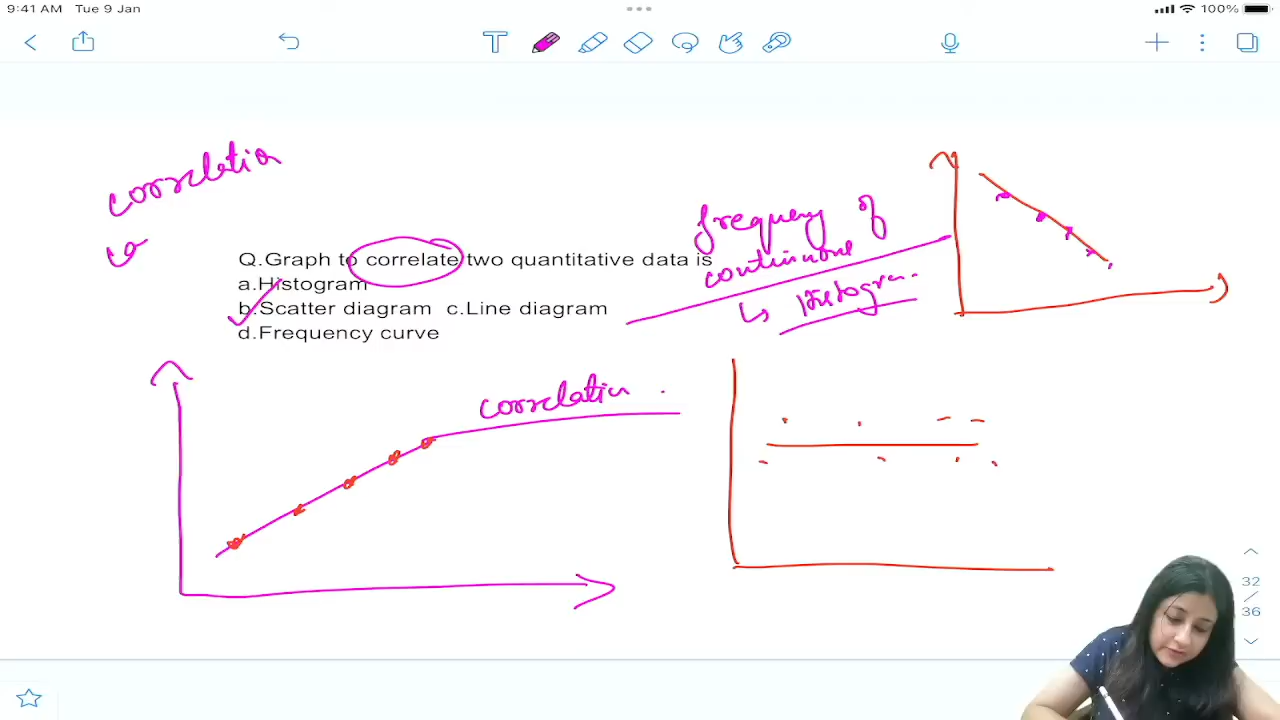 9:41 AM Tue 9 Jan
100%
T
correlation
co
frequency of
continuous
↳ Histogram.
Q.Graph to correlate two quantitative data is
a.Histogram
b.Scatter diagram c.Line diagram
d.Frequency curve
correlation
32
/
36